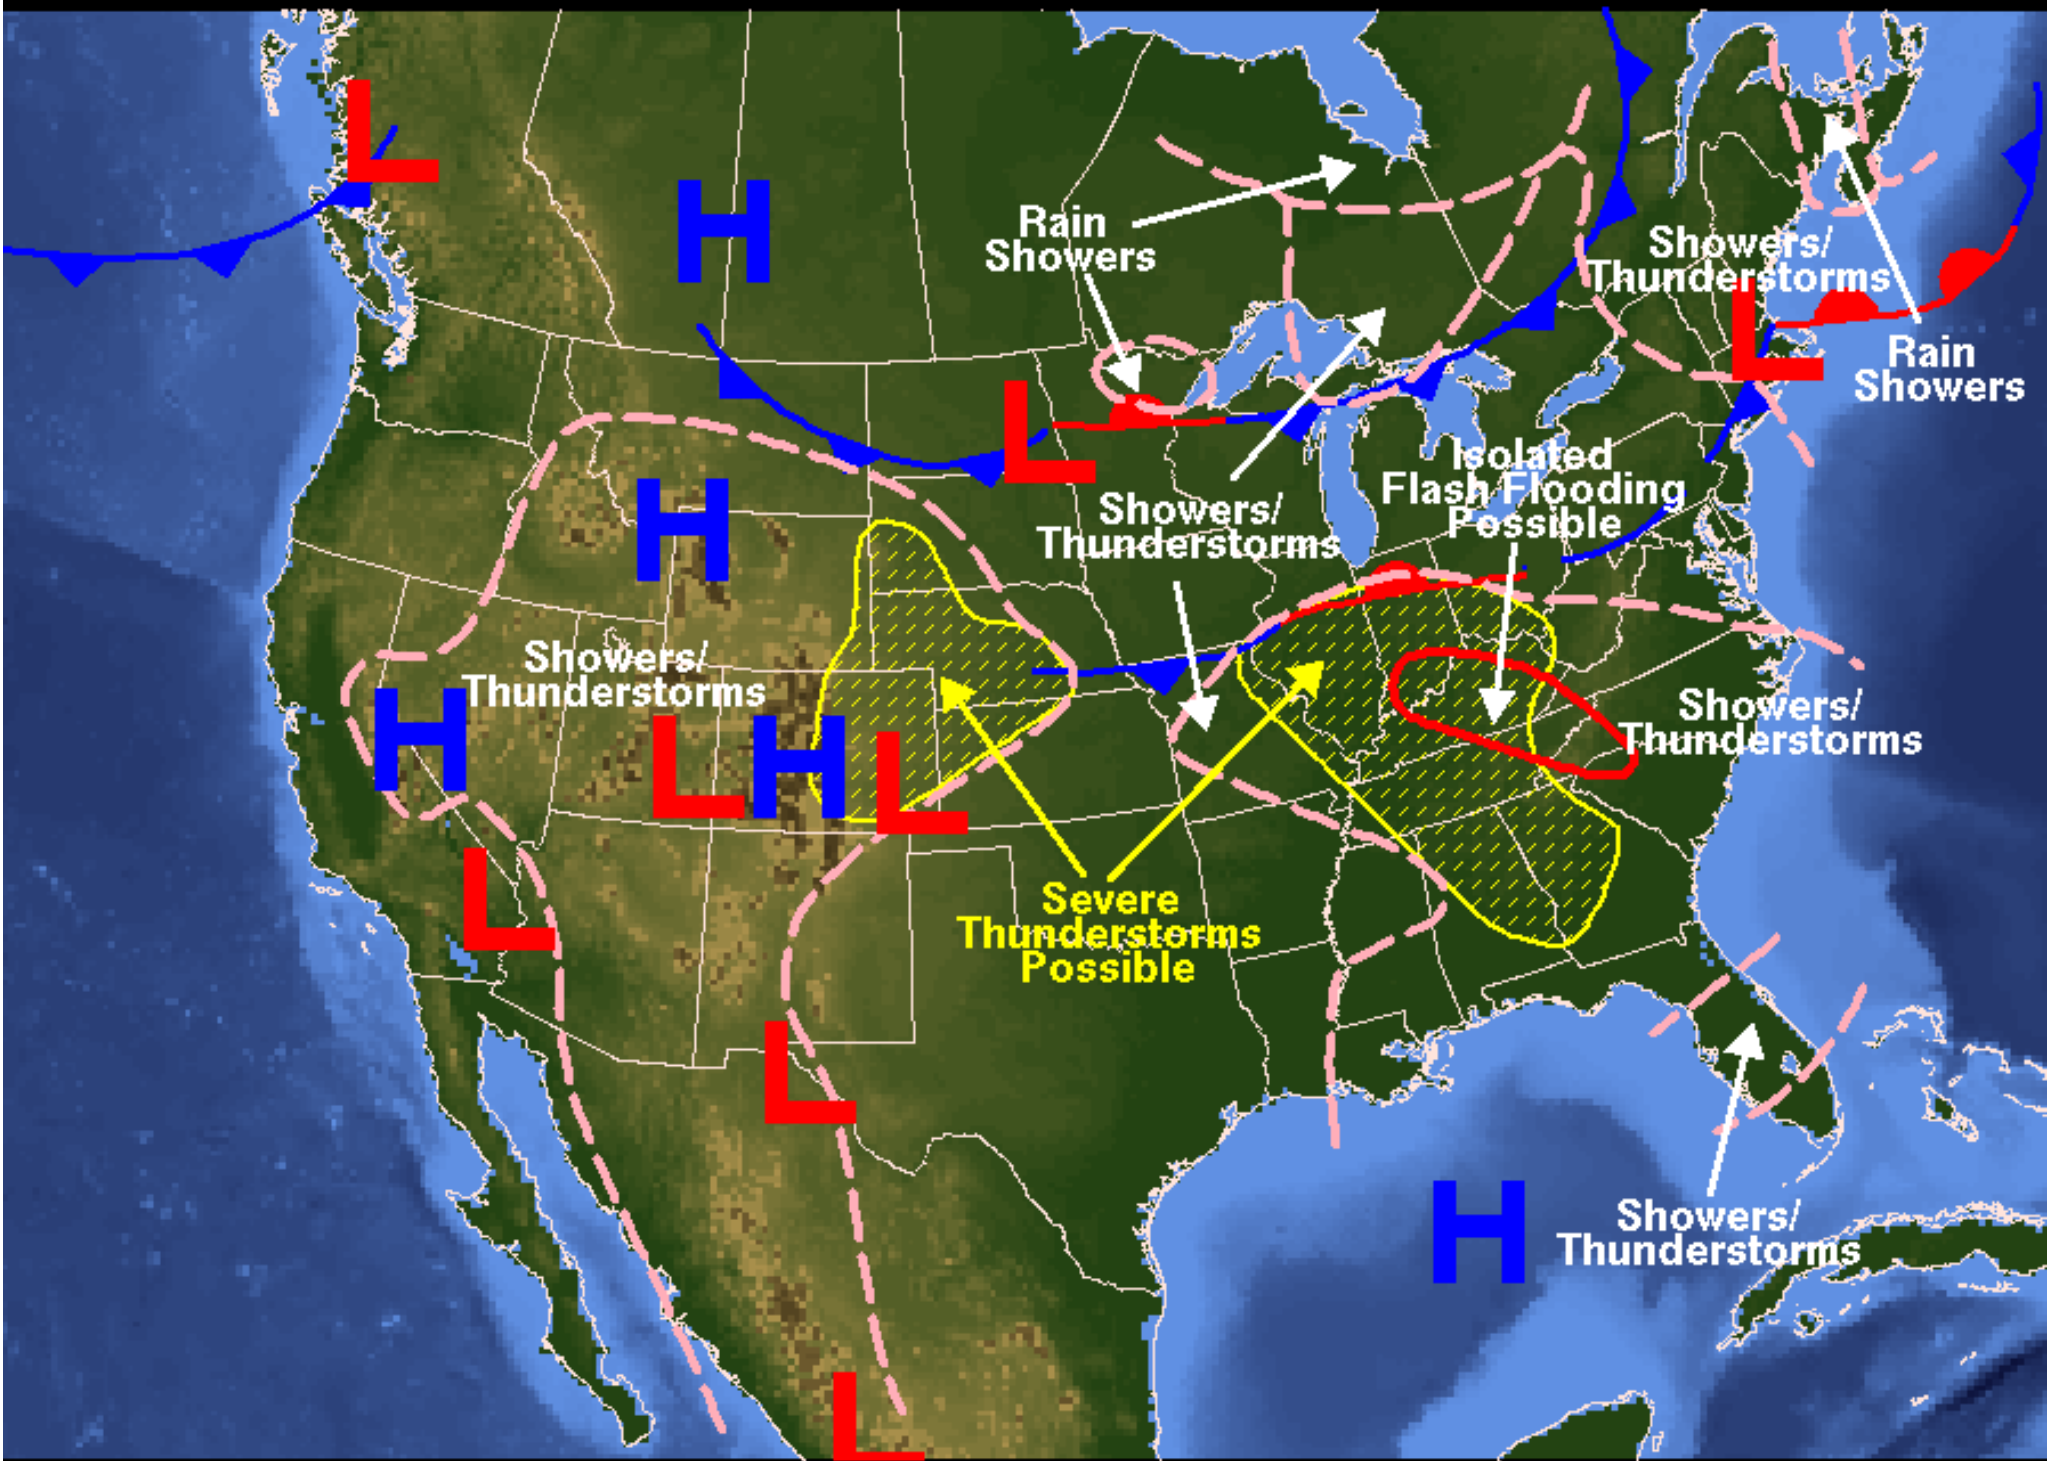 L
H
Rain
Showers
Showers/
Thunderstorms
L
Rain
Showers
L
Isolated
Flash Flooding
Possible
H
Showers/
Thunderstorms
Showers/
Thunderstorms
H
L
H
L
Showers/
Thunderstorms
L
Severe
Thunderstorms
Possible
L
H
Showers/
Thunderstorms
L